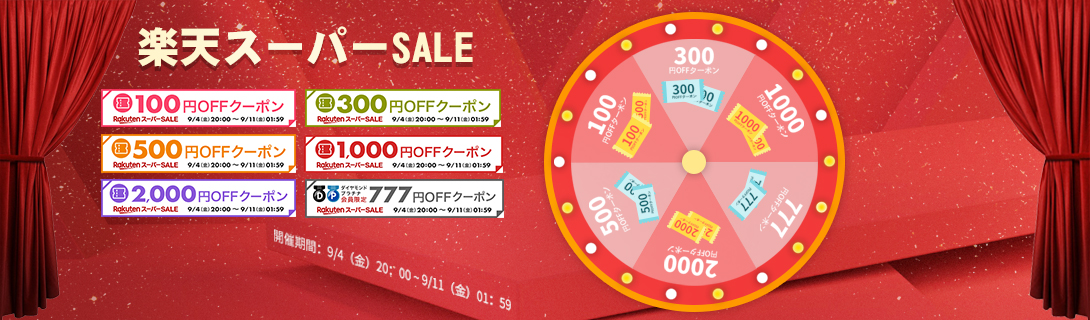 楽天スーパーSALE
100円OFFクーポン
Rakuten スーパーSALE 9/4(金)20:00~9/11(金)01:59
300円OFFクーポン
Rakuten スーパーSALE 9/4(金)20:00~9/11(金)01:59
500円OFFクーポン
Rakuten スーパーSALE 9/4(金)20:00~9/11(金)01:59
1,000円OFFクーポン
Rakuten スーパーSALE 9/4(金)20:00~9/11(金)01:59
2,000円OFFクーポン
Rakuten スーパーSALE 9/4(金)20:00~9/11(金)01:59
ダイヤモンド
プラチナ
会員限定
777円OFFクーポン
Rakuten スーパーSALE 9/4(金)20:00~9/11(金)01:59
開催期間:9/4(金)20:00~9/11(金)01:59
300
円OFFクーポン
300
1000
円OFFクーポン
1000
777
円OFFクーポン
777
2000
円OFFクーポン
2000
500
円OFFクーポン
500
100
円OFFクーポン
100